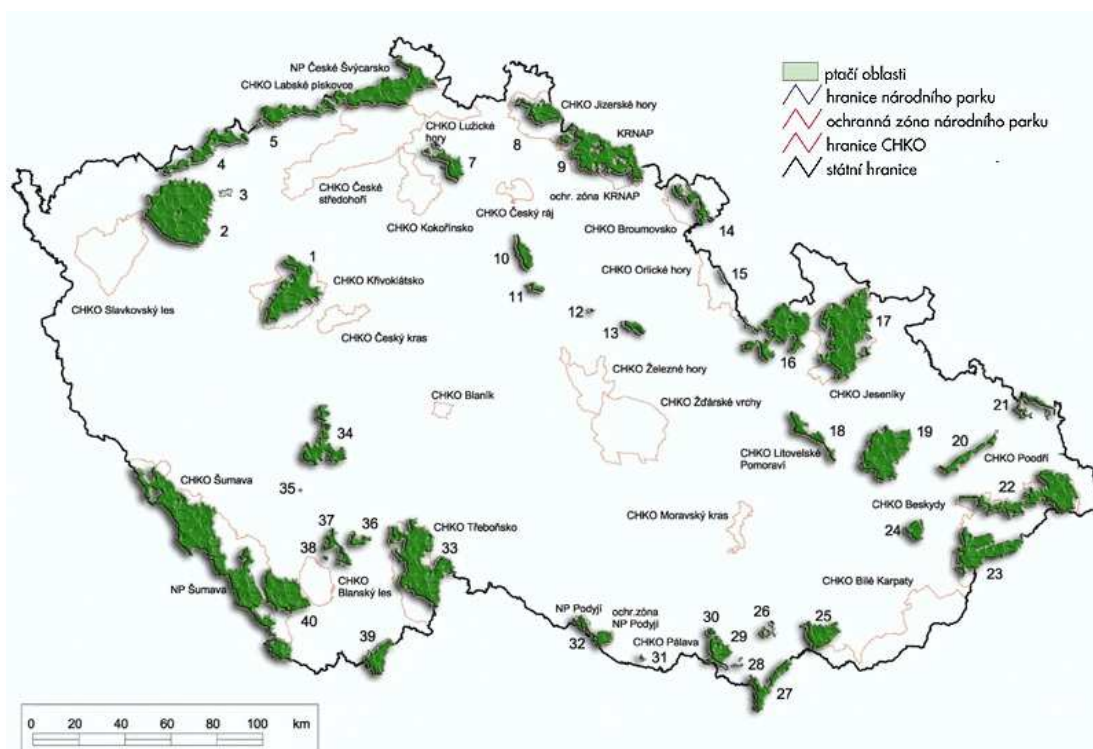 NP České Švýcarsko
CHKO Labské pískovce
ptačí oblasti
hranice národního parku
ochranná zóna národního parku
hranice CHKO
státní hranice
CHKO Jizerské hory
5
CHKO Lužické
hory
8
KRNAP
4
7
9
3
CHKO České
středohoří
ochr. zóna KRNAP
CHKO Český ráj
14
2
CHKO Kokořínsko
CHKO Broumovsko
10
1
CHKO Orlické hory
15
CHKO Křivoklátsko
11
CHKO Slavkovský les
12
13
17
CHKO Český kras
16
CHKO Železné hory
CHKO Jeseníky
CHKO Blaník
CHKO Žďárské vrchy
21
34
18
19
20
CHKO Litovelské
Pomoraví
CHKO Poodří
CHKO Šumava
35
22
CHKO Beskydy
37
36
CHKO Třeboňsko
CHKO Moravský kras
24
38
33
23
NP Šumava
CHKO
Blanský les
CHKO Bílé Karpaty
40
NP Podyjí
ochr.zóna
NP Podyjí
30
26
25
32
CHKO Pálava
29
39
31
28
27
0 20 40 60 80 100 km